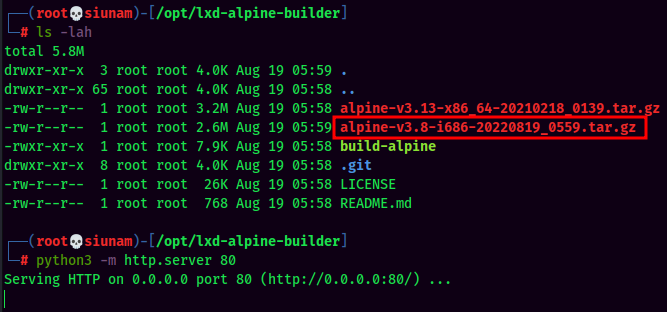 ┌──(root💀siunam)-[/opt/lxd-alpine-builder]
└─# ls -lah
total 5.8M
drwxr-xr-x  3 root root 4.0K Aug 19 05:59 .
drwxr-xr-x 65 root root 4.0K Aug 19 05:58 ..
-rw-r--r--  1 root root 3.2M Aug 19 05:58 alpine-v3.13-x86_64-20210218_0139.tar.gz
-rw-r--r--  1 root root 2.6M Aug 19 05:59 alpine-v3.8-i686-20220819_0559.tar.gz
-rwxr-xr-x  1 root root 7.9K Aug 19 05:58 build-alpine
drwxr-xr-x  8 root root 4.0K Aug 19 05:58 .git
-rw-r--r--  1 root root  26K Aug 19 05:58 LICENSE
-rw-r--r--  1 root root  768 Aug 19 05:58 README.md
┌──(root💀siunam)-[/opt/lxd-alpine-builder]
└─# python3 -m http.server 80
Serving HTTP on 0.0.0.0 port 80 (http://0.0.0.0:80/) ...